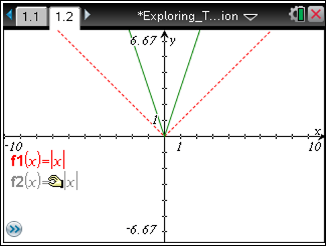 1.1 1.2 *Exploring_T...ion
6.67 y
1
x
-10 1 10
f1(x)=|x|
f2(x)= |x|
-6.67